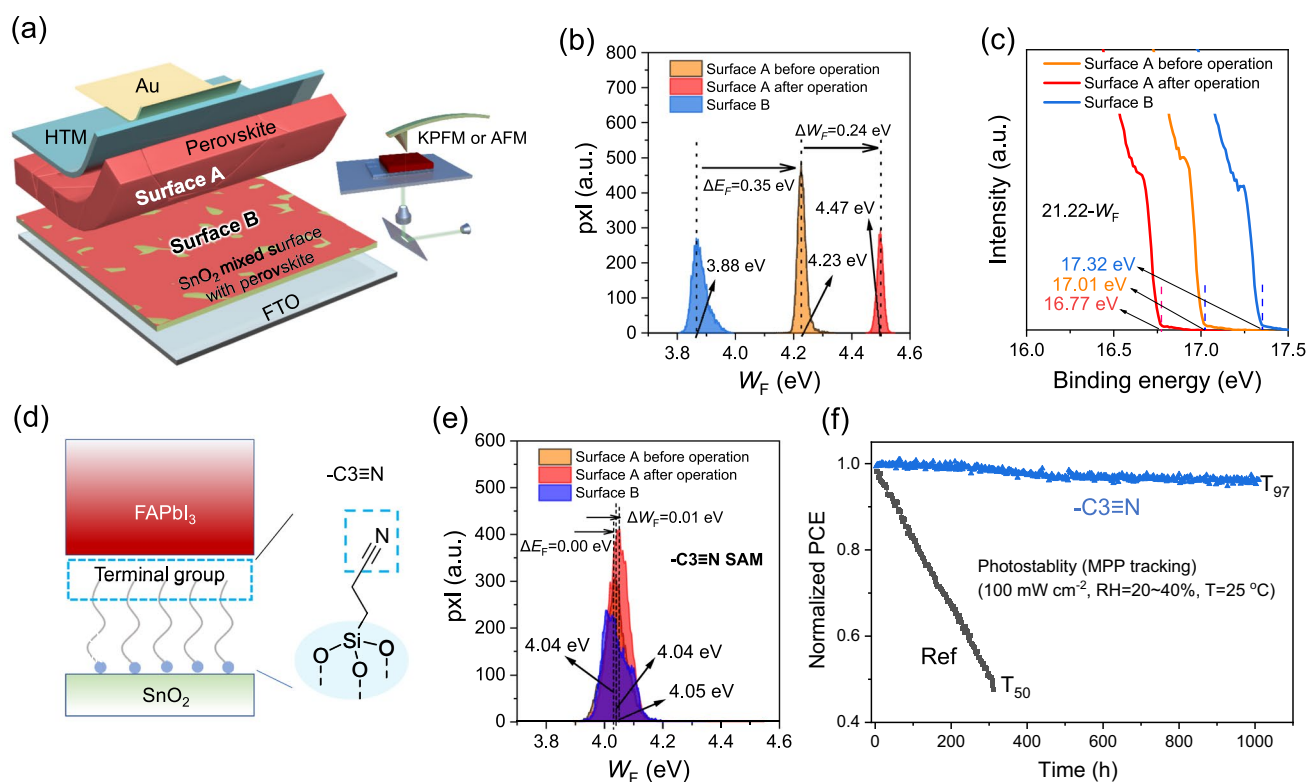 (a)
Au
HTM
Perovskite
Surface A
Surface B
SnO2 mixed surface
with perovskite
FTO
KPFM or AFM
(b)
Surface A before operation
Surface A after operation
Surface B
ΔWF=0.24 eV
ΔEF=0.35 eV
4.47 eV
3.88 eV
4.23 eV
pxl (a.u.)
800
700
600
500
400
300
200
100
0
3.8
4.0
4.2
4.4
4.6
WF (eV)
(c)
Surface A before operation
Surface A after operation
Surface B
Intensity (a.u.)
21.22-WF
17.32 eV
17.01 eV
16.77 eV
16.0
16.5
17.0
17.5
Binding energy (eV)
(d)
FAPbI3
Terminal group
SnO2
-C3≡N
N
Si
O
O
O
(e)
Surface A before operation
Surface A after operation
Surface B
ΔWF=0.01 eV
ΔEF=0.00 eV
-C3≡N SAM
4.04 eV
4.04 eV
4.05 eV
pxl (a.u.)
600
500
400
300
200
100
0
3.8
4.0
4.2
4.4
4.6
WF (eV)
(f)
Normalized PCE
1.0
0.8
0.6
0.4
T97
-C3≡N
Photostablity (MPP tracking)
(100 mW cm-2, RH=20~40%, T=25 oC)
Ref
T50
0
200
400
600
800
1000
Time (h)